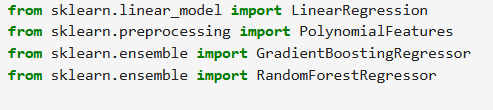 from sklearn.linear_model import LinearRegression
from sklearn.preprocessing import PolynomialFeatures
from sklearn.ensemble import GradientBoostingRegressor
from sklearn.ensemble import RandomForestRegressor